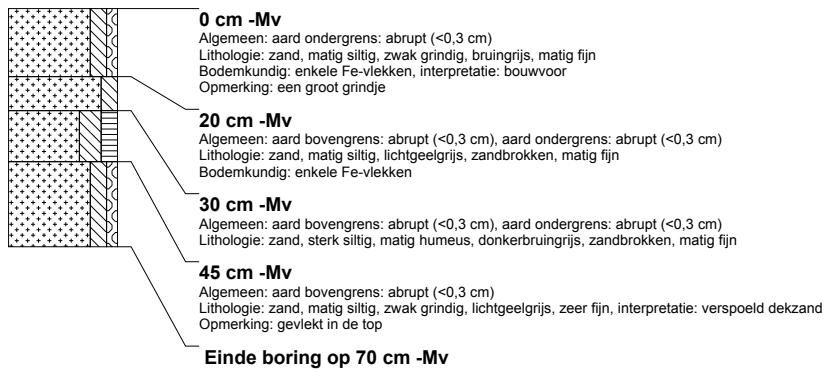 0 cm -Mv
Algemeen: aard ondergrens: abrupt (<0,3 cm)
Lithologie: zand, matig siltig, zwak grindig, bruingrijs, matig fijn
Bodemkundig: enkele Fe-vlekken, interpretatie: bouwvoor
Opmerking: een groot grindje
20 cm -Mv
Algemeen: aard bovengrens: abrupt (<0,3 cm), aard ondergrens: abrupt (<0,3 cm)
Lithologie: zand, matig siltig, lichtgeelgrijs, zandbrokken, matig fijn
Bodemkundig: enkele Fe-vlekken
30 cm -Mv
Algemeen: aard bovengrens: abrupt (<0,3 cm), aard ondergrens: abrupt (<0,3 cm)
Lithologie: zand, sterk siltig, matig humeus, donkerbruingrijs, zandbrokken, matig fijn
45 cm -Mv
Algemeen: aard bovengrens: abrupt (<0,3 cm)
Lithologie: zand, matig siltig, zwak grindig, lichtgeelgrijs, zeer fijn, interpretatie: verspoeld dekzand
Opmerking: gevlekt in de top
Einde boring op 70 cm -Mv